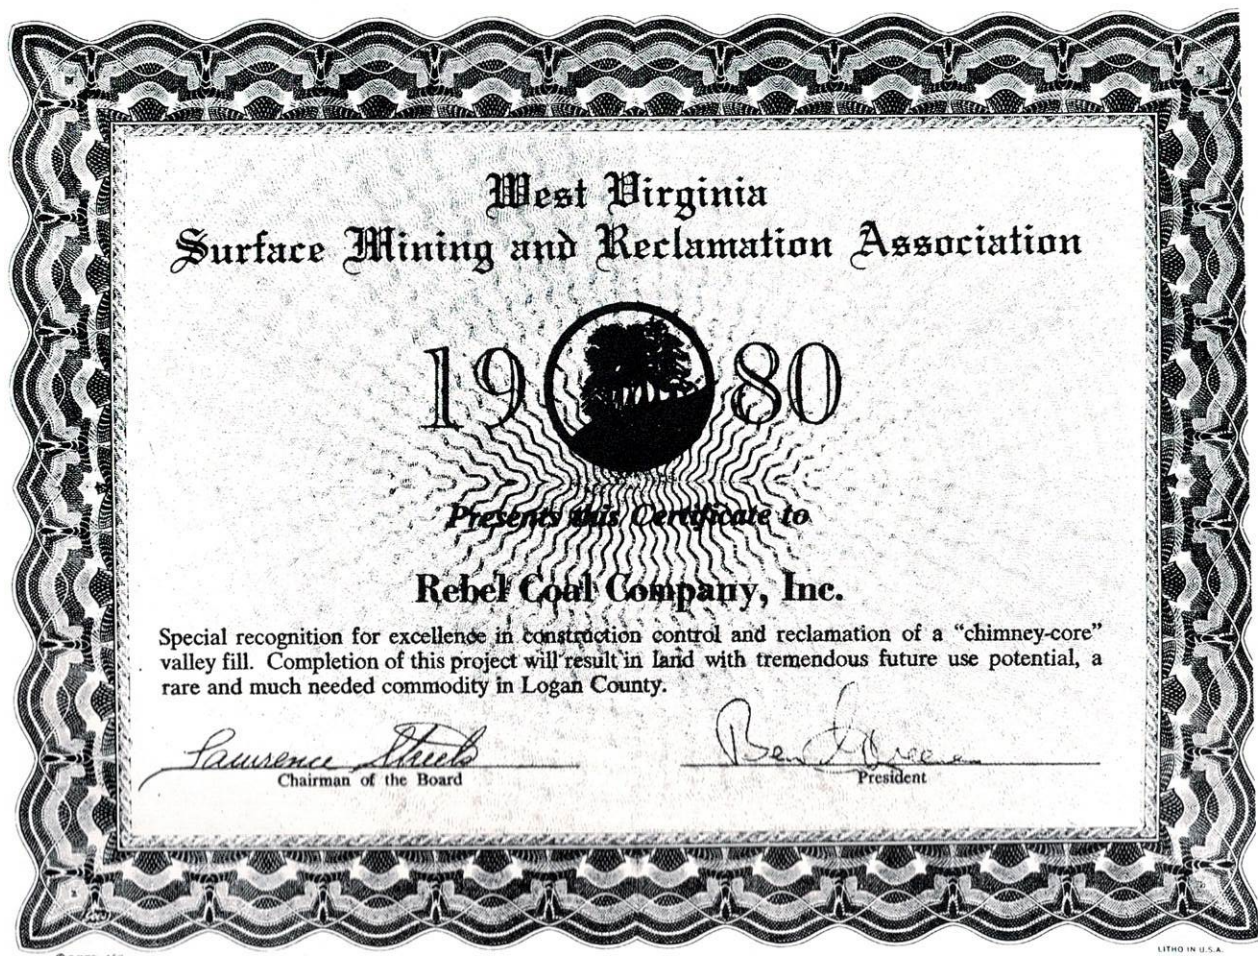 West Virginia
Surface Mining and Reclamation Association
1980
Presents this Certificate to
Rebel Coal Company, Inc.
Special recognition for excellence in construction control and reclamation of a “chimney-core”
valley fill. Completion of this project will result in land with tremendous future use potential, a
rare and much needed commodity in Logan County.
Lawrence Streets
Chairman of the Board
Ben Greene
President
LITHO IN U.S.A.